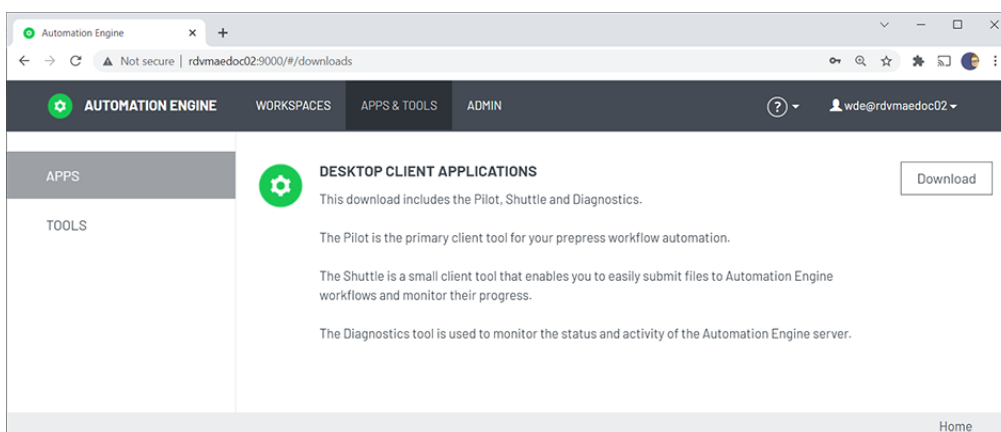 Automation Engine
Not secure | rdvmaedoc02:9000/#/downloads
AUTOMATION ENGINE WORKSPACES APPS & TOOLS ADMIN ? wde@rdvmaedoc02
APPS
TOOLS
DESKTOP CLIENT APPLICATIONS
Download
This download includes the Pilot, Shuttle and Diagnostics.
The Pilot is the primary client tool for your prepress workflow automation.
The Shuttle is a small client tool that enables you to easily submit files to Automation Engine
workflows and monitor their progress.
The Diagnostics tool is used to monitor the status and activity of the Automation Engine server.
Home